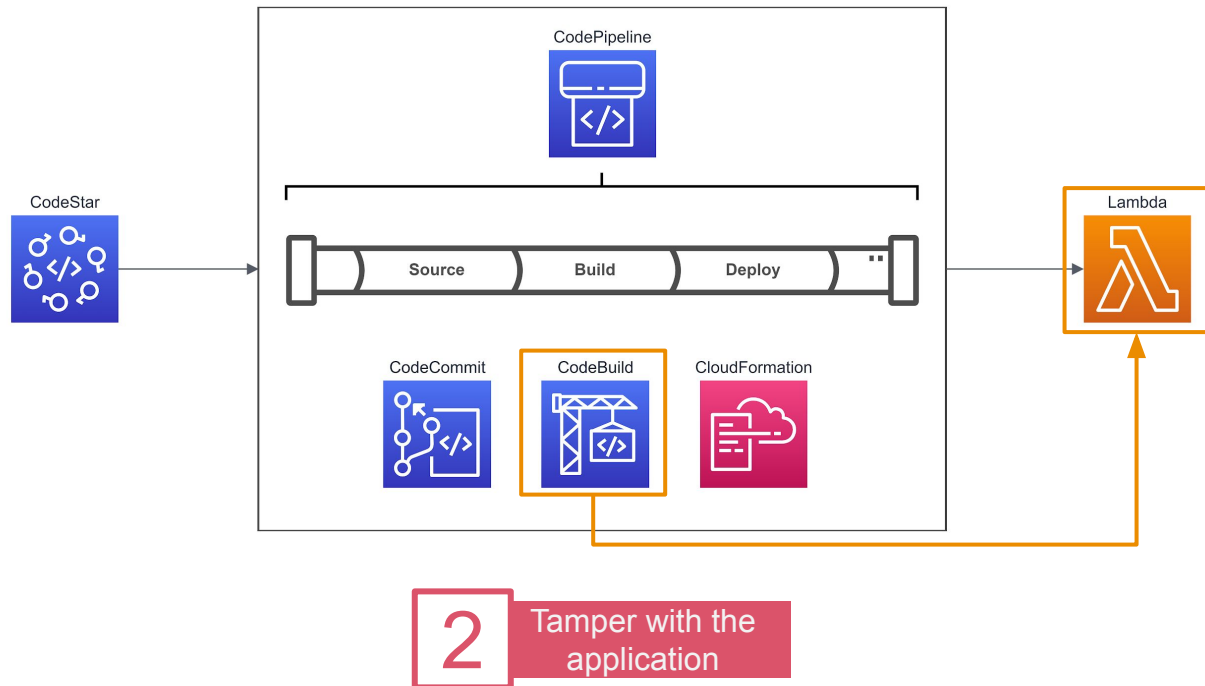 CodePipeline
CodeStar
Lambda
Source
Build
Deploy
..
CodeCommit
CodeBuild
CloudFormation
</>
</>
</>
</>
2
Tamper with the
application